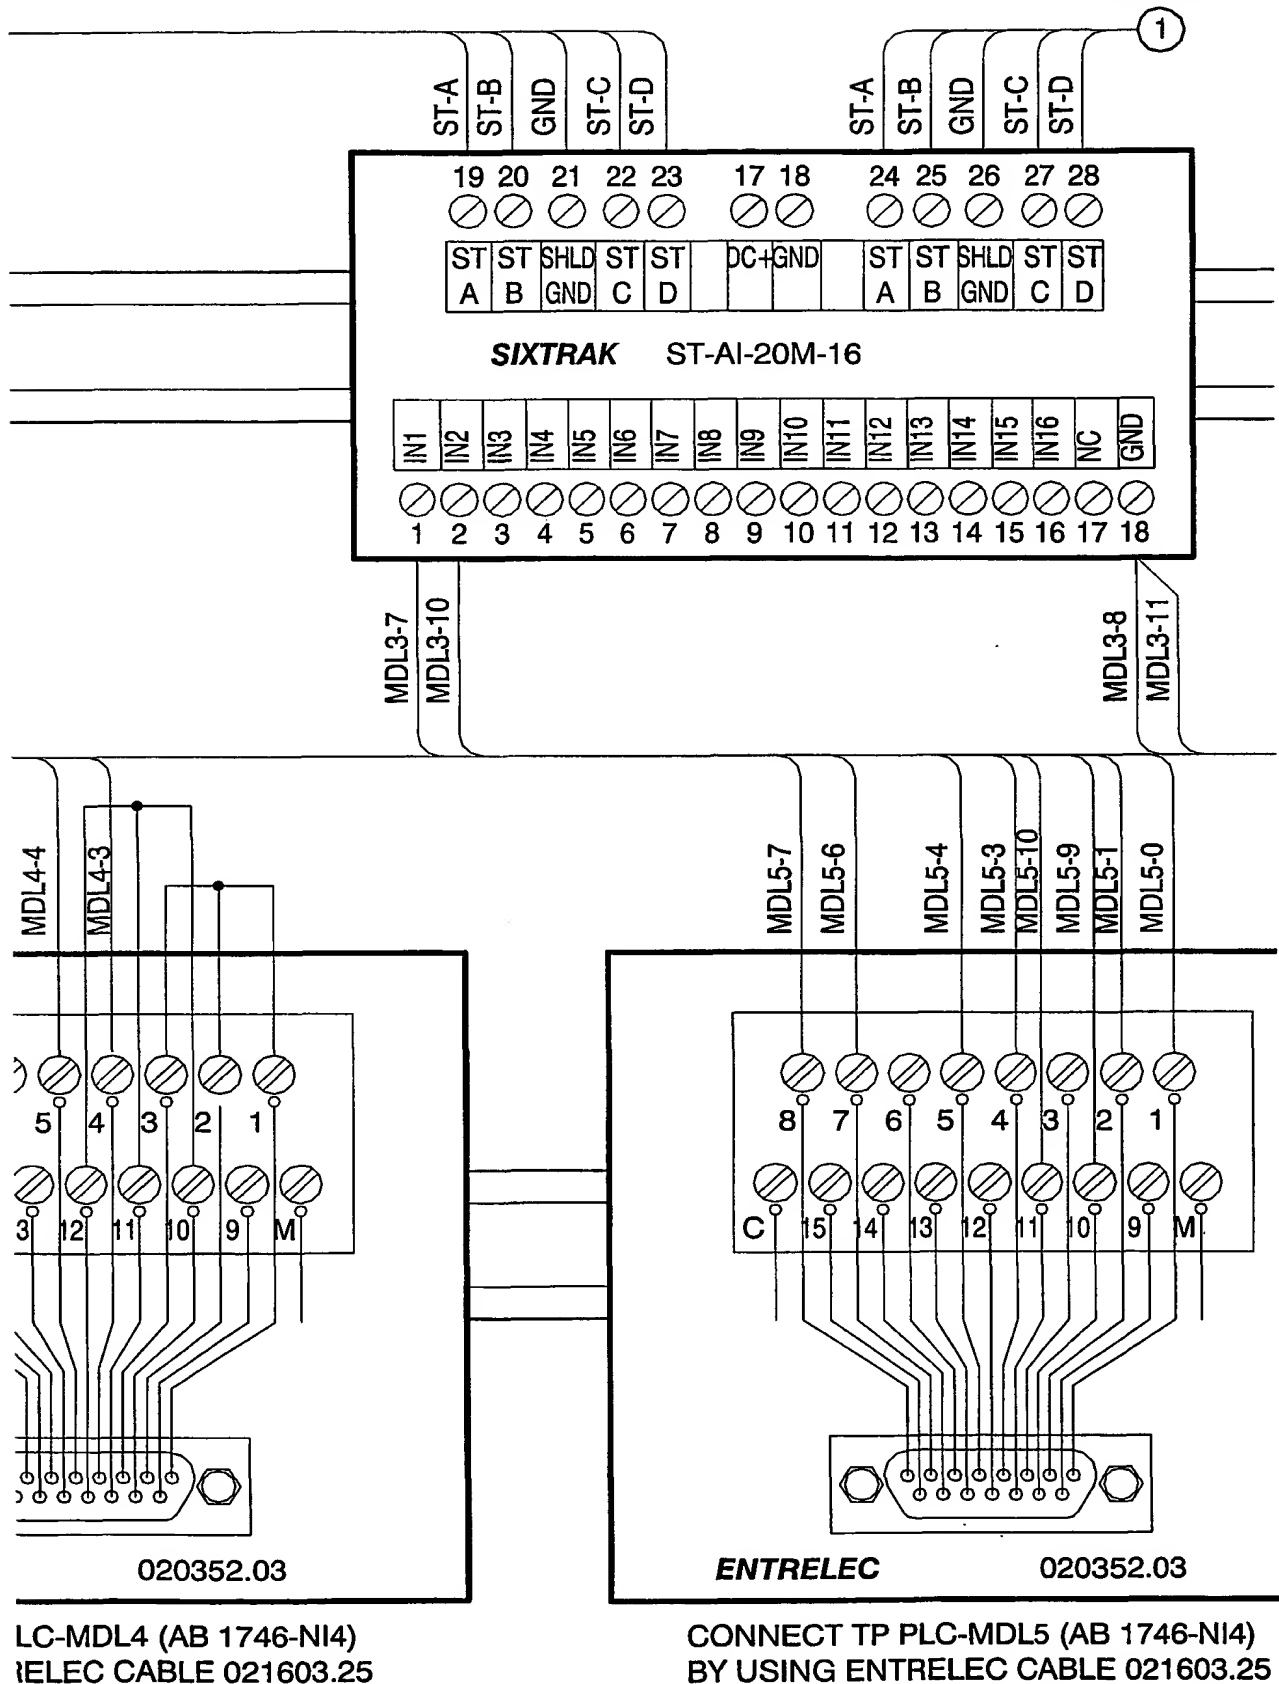 1
ST-A ST-B GND ST-C ST-D ST-A ST-B GND ST-C ST-D
19 20 21 22 23 17 18 24 25 26 27 28
ST ST SHLD ST ST DC+ GND ST ST SHLD ST ST
A B GND C D A B GND C D
SIXTRAK ST-AI-20M-16
IN1 IN2 IN3 IN4 IN5 IN6 IN7 IN8 IN9 IN10 IN11 IN12 IN13 IN14 IN15 IN16 NC GND
1 2 3 4 5 6 7 8 9 10 11 12 13 14 15 16 17 18
MDL3-7 MDL3-10 MDL3-8 MDL3-11
MDL4-4 MDL4-3 MDL5-7 MDL5-6 MDL5-4 MDL5-3 MDL5-10 MDL5-9 MDL5-1 MDL5-0
5 4 3 2 1 8 7 6 5 4 3 2 1
3 12 11 10 9 M C 15 14 13 12 11 10 9 M
020352.03 ENTRELEC 020352.03
LC-MDL4 (AB 1746-NI4)
RELEC CABLE 021603.25
CONNECT TP PLC-MDL5 (AB 1746-NI4)
BY USING ENTRELEC CABLE 021603.25